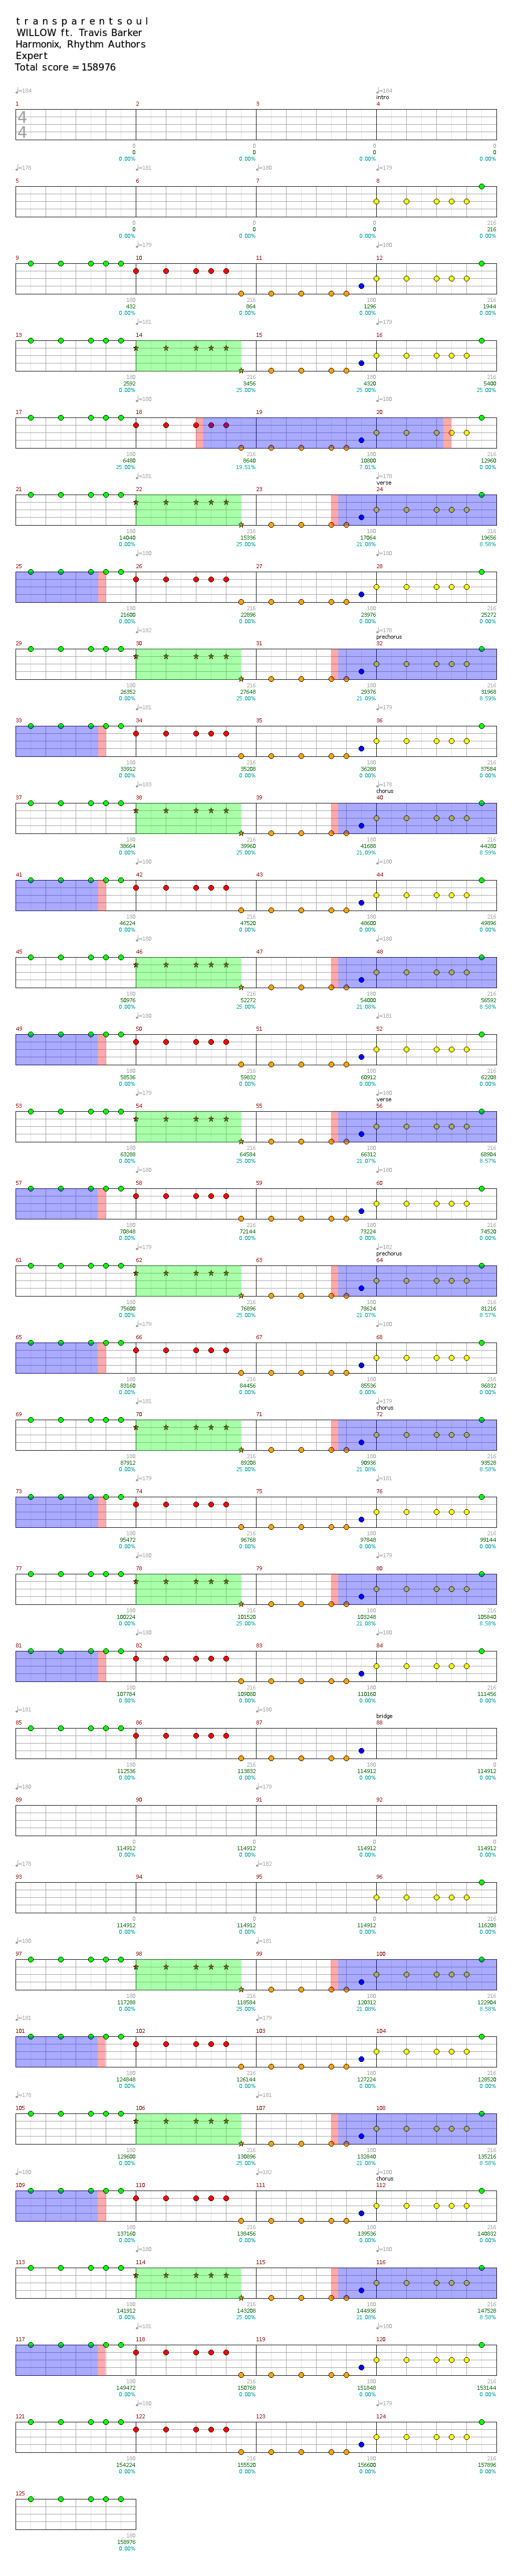 t r a n s p a r e n t s o u l
WILLOW ft. Travis Barker
Harmonix, Rhythm Authors
Expert
Total score = 158976
♩=184 ♩=184
intro
1 2 3 4
4
4
0 0 0 0
0 0 0 0
0.00% 0.00% 0.00% 0.00%
♩=178 ♩=181 ♩=180 ♩=179
5 6 7 8
0 0 0 216
0 0 0 216
0.00% 0.00% 0.00% 0.00%
♩=179 ♩=180
9 10 11 12
180 216 180 216
432 864 1296 1944
0.00% 0.00% 0.00% 0.00%
♩=181 ♩=179
13 14 15 16
180 216 180 216
2592 3456 4320 5400
0.00% 25.00% 25.00% 25.00%
♩=180 ♩=180
17 18 19 20
180 216 180 216
6480 8640 10800 12960
25.00% 19.51% 7.01% 0.00%
♩=181 ♩=178
verse
21 22 23 24
180 216 180 216
14040 15336 17064 19656
0.00% 25.00% 21.08% 8.58%
♩=180 ♩=180
25 26 27 28
180 216 180 216
21600 22896 23976 25272
0.00% 0.00% 0.00% 0.00%
♩=182 ♩=178
prechorus
29 30 31 32
180 216 180 216
26352 27648 29376 31968
0.00% 25.00% 21.09% 8.59%
♩=181 ♩=179
33 34 35 36
180 216 180 216
33912 35208 36288 37584
0.00% 0.00% 0.00% 0.00%
♩=183 ♩=178
chorus
37 38 39 40
180 216 180 216
38664 39960 41688 44280
0.00% 25.00% 21.09% 8.59%
♩=180
41 42 43 44
180 216 180 216
46224 47520 48600 49896
0.00% 0.00% 0.00% 0.00%
45 46 47 48
180 216 180 216
50976 52272 54000 56592
0.00% 25.00% 21.08% 8.58%
♩=180 ♩=181
49 50 51 52
180 216 180 216
58536 59832 60912 62208
0.00% 0.00% 0.00% 0.00%
♩=179 ♩=180
verse
53 54 55 56
180 216 180 216
63288 64584 66312 68904
0.00% 25.00% 21.07% 8.57%
♩=180 ♩=180
57 58 59 60
180 216 180 216
70848 72144 73224 74520
0.00% 0.00% 0.00% 0.00%
♩=179 ♩=182
prechorus
61 62 63 64
180 216 180 216
75600 76896 78624 81216
0.00% 25.00% 21.07% 8.57%
♩=179 ♩=180
65 66 67 68
180 216 180 216
83160 84456 85536 86832
0.00% 0.00% 0.00% 0.00%
♩=181 ♩=179
chorus
69 70 71 72
180 216 180 216
87912 89208 90936 93528
0.00% 25.00% 21.08% 8.58%
♩=179 ♩=181
73 74 75 76
180 216 180 216
95472 96768 97848 99144
0.00% 0.00% 0.00% 0.00%
♩=180 ♩=179
77 78 79 80
180 216 180 216
100224 101520 103248 105840
0.00% 25.00% 21.08% 8.58%
♩=180 ♩=180
81 82 83 84
180 216 180 216
107784 109080 110160 111456
0.00% 0.00% 0.00% 0.00%
♩=181 ♩=180
bridge
85 86 87 88
180 216 180 0
112536 113832 114912 114912
0.00% 0.00% 0.00% 0.00%
♩=180 ♩=179
89 90 91 92
0 0 0 0
114912 114912 114912 114912
0.00% 0.00% 0.00% 0.00%
♩=178 ♩=182
93 94 95 96
0 0 0 216
114912 114912 114912 116208
0.00% 0.00% 0.00% 0.00%
♩=180 ♩=181
97 98 99 100
180 216 180 216
117288 118584 120312 122904
0.00% 25.00% 21.08% 8.58%
♩=181 ♩=179
101 102 103 104
180 216 180 216
124848 126144 127224 128520
0.00% 0.00% 0.00% 0.00%
♩=178 ♩=181
105 106 107 108
180 216 180 216
129600 130896 132840 135216
0.00% 25.00% 21.08% 8.58%
♩=180 ♩=182 ♩=180
chorus
109 110 111 112
180 216 180 216
137160 138456 139536 140832
0.00% 0.00% 0.00% 0.00%
♩=180 ♩=180
113 114 115 116
180 216 180 216
141912 143208 144936 147528
0.00% 25.00% 21.08% 8.58%
♩=181 ♩=180
117 118 119 120
180 216 180 216
149472 150768 151848 153144
0.00% 0.00% 0.00% 0.00%
♩=180 ♩=179
121 122 123 124
180 216 180 216
154224 155520 156600 157896
0.00% 0.00% 0.00% 0.00%
125
180
158976
0.00%